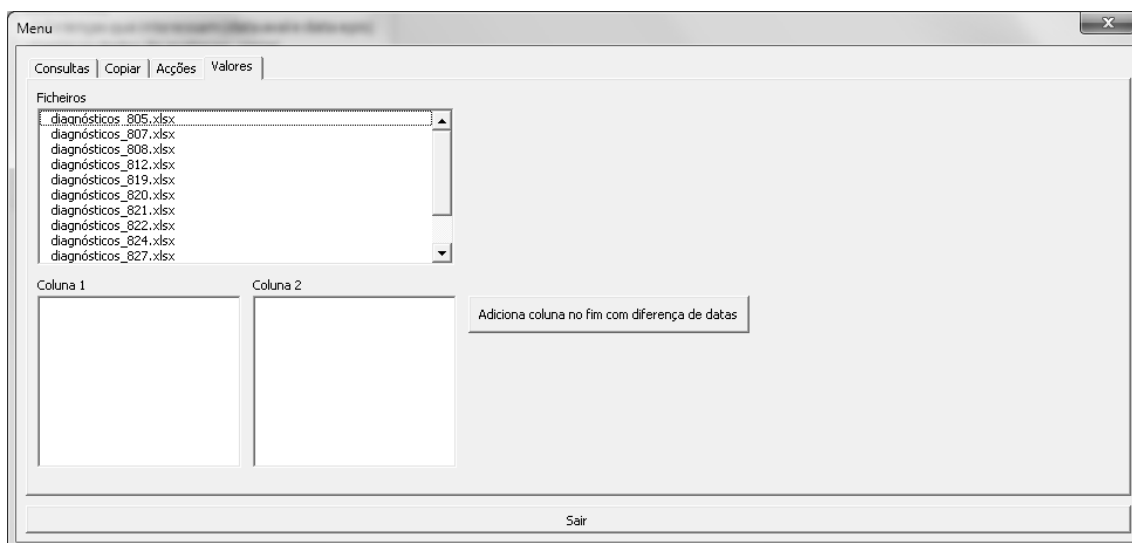 Menu
Consultas
Copiar
Acções
Valores
Ficheiros
diagnósticos_805.xlsx
diagnósticos_807.xlsx
diagnósticos_808.xlsx
diagnósticos_812.xlsx
diagnósticos_819.xlsx
diagnósticos_820.xlsx
diagnósticos_821.xlsx
diagnósticos_822.xlsx
diagnósticos_824.xlsx
diagnósticos_827.xlsx
Coluna 1
Coluna 2
Adiciona coluna no fim com diferença de datas
Sair